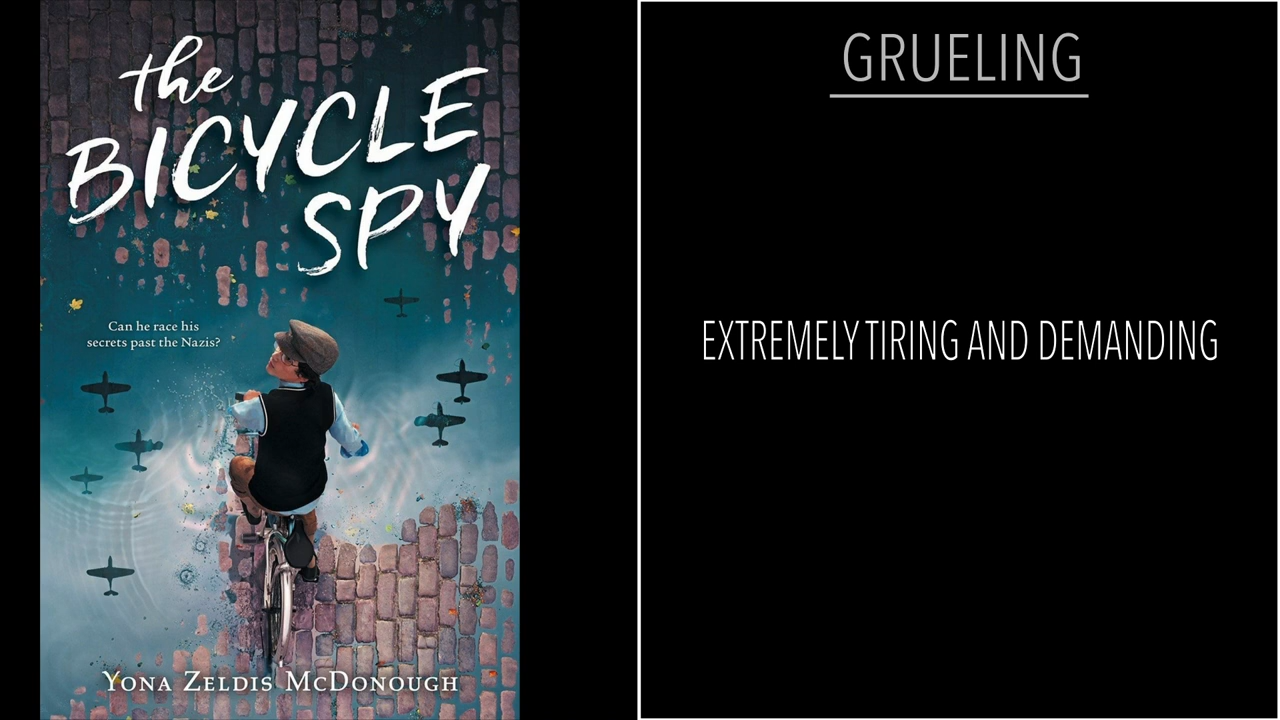 the
BICYCLE
SPY
Can he race his
secrets past the Nazis?
YONA ZELDIS MCDONOUGH
GRUELING
EXTREMELY TIRING AND DEMANDING